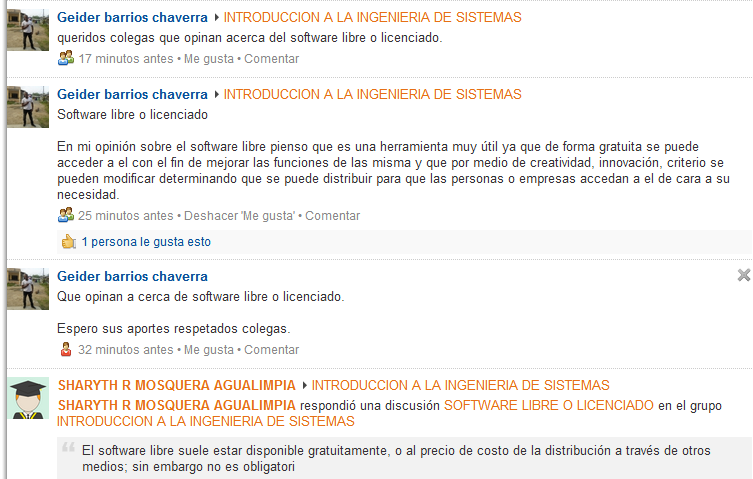 Geider barrios chaverra ▸ INTRODUCCION A LA INGENIERIA DE SISTEMAS
queridos colegas que opinan acerca del software libre o licenciado.
17 minutos antes • Me gusta • Comentar
Geider barrios chaverra ▸ INTRODUCCION A LA INGENIERIA DE SISTEMAS
Software libre o licenciado
En mi opinión sobre el software libre pienso que es una herramienta muy útil ya que de forma gratuita se puede
acceder a el con el fin de mejorar las funciones de las misma y que por medio de creatividad, innovación, criterio se
pueden modificar determinando que se puede distribuir para que las personas o empresas accedan a el de cara a su
necesidad.
25 minutos antes • Deshacer 'Me gusta' • Comentar
1 persona le gusta esto
Geider barrios chaverra
Que opinan a cerca de software libre o licenciado.
Espero sus aportes respetados colegas.
32 minutos antes • Me gusta • Comentar
SHARYTH R MOSQUERA AGUALIMPIA ▸ INTRODUCCION A LA INGENIERIA DE SISTEMAS
SHARYTH R MOSQUERA AGUALIMPIA respondió una discusión SOFTWARE LIBRE O LICENCIADO en el grupo
INTRODUCCION A LA INGENIERIA DE SISTEMAS
El software libre suele estar disponible gratuitamente, o al precio de costo de la distribución a través de otros
medios; sin embargo no es obligatori